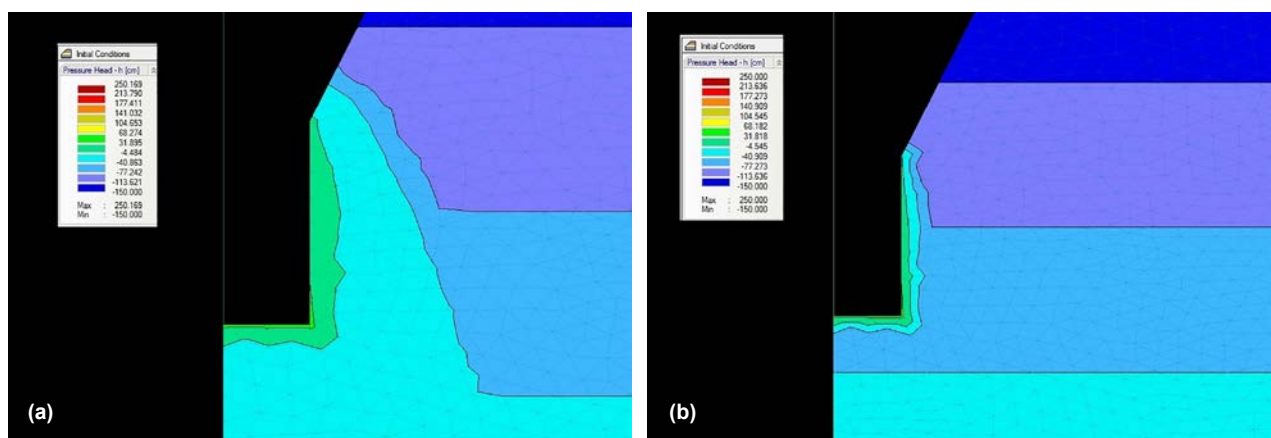 Initial Conditions
Pressure Head - h [cm]
250.169
213.790
177.411
141.032
104.653
68.274
31.895
-4.484
-40.863
-77.242
-113.621
-150.000
Max : 250.169
Min : -150.000
(a)
Initial Conditions
Pressure Head - h [cm]
250.000
213.636
177.273
140.909
104.545
68.182
31.818
-4.545
-40.909
-77.273
-113.636
-150.000
Max : 250.000
Min : -150.000
(b)